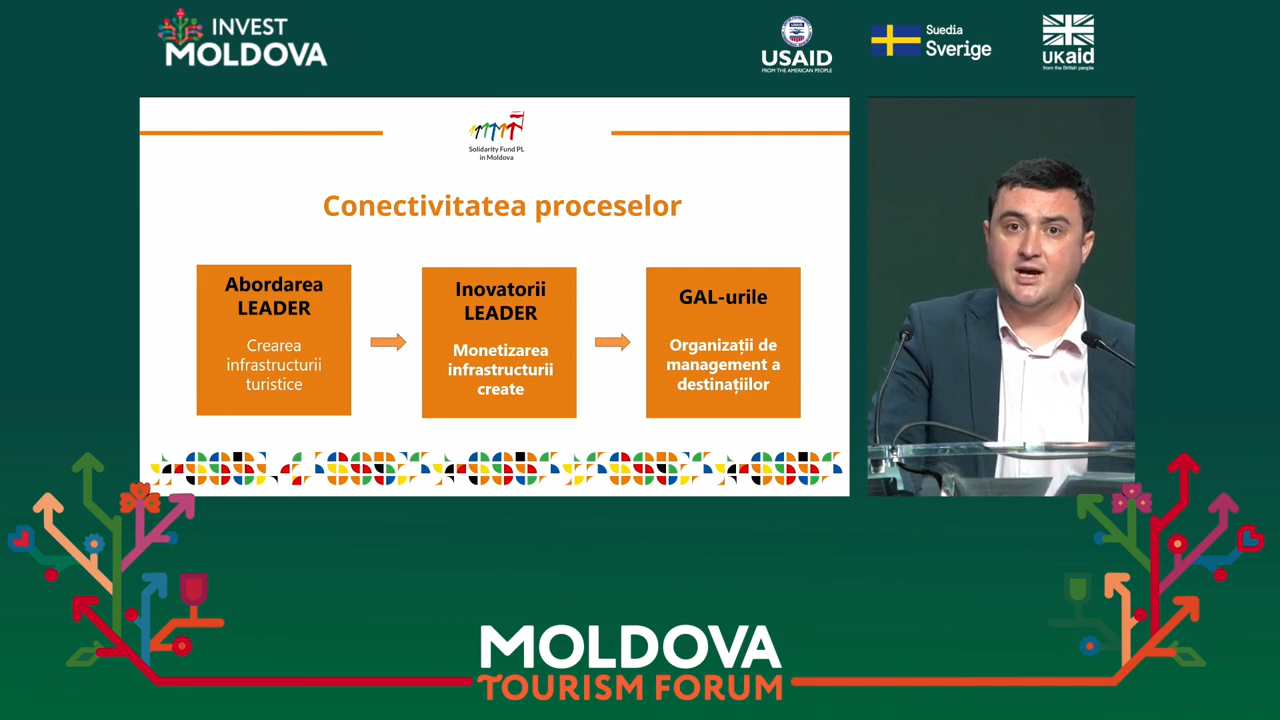 INVEST
MOLDOVA
USAID
FROM THE AMERICAN PEOPLE
Suedia
Sverige
UKaid
from the British people
Solidarity Fund PL
in Moldova
Conectivitatea proceselor
Abordarea
LEADER
Crearea
infrastructurii
turistice
Inovatorii
LEADER
Monetizarea
infrastructurii
create
GAL-urile
Organizații de
management a
destinațiilor
MOLDOVA
TOURISM FORUM